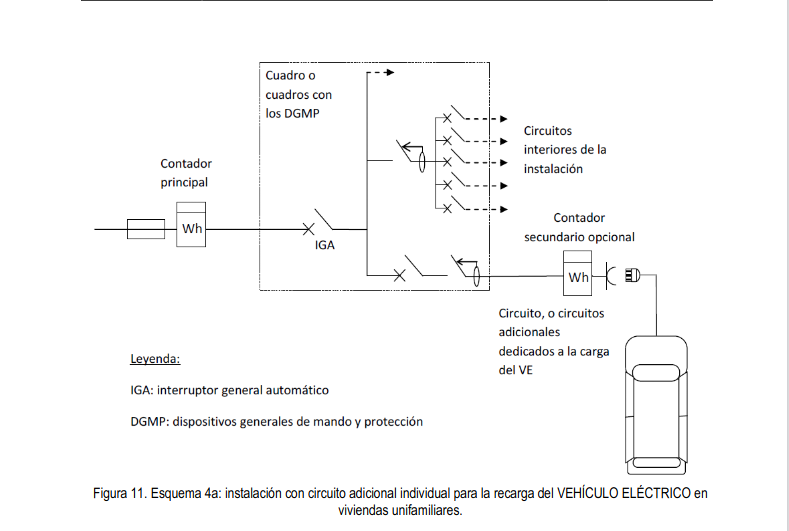 Cuadro o
cuadros con
los DGMP
Circuitos
interiores de la
instalación
Contador
principal
Wh
IGA
Contador
secundario opcional
Wh
Circuito, o circuitos
adicionales
dedicados a la carga
del VE
Leyenda:
IGA: interruptor general automático
DGMP: dispositivos generales de mando y protección
Figura 11. Esquema 4a: instalación con circuito adicional individual para la recarga del VEHÍCULO ELÉCTRICO en
viviendas unifamiliares.